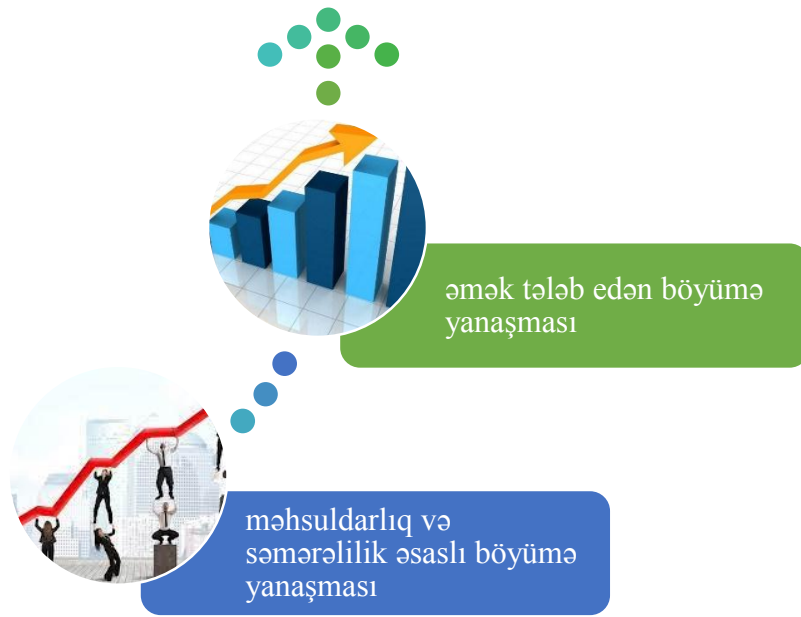 əmək tələb edən böyümə
yanaşması
məhsuldarlıq və
səmərəlilik əsaslı böyümə
yanaşması